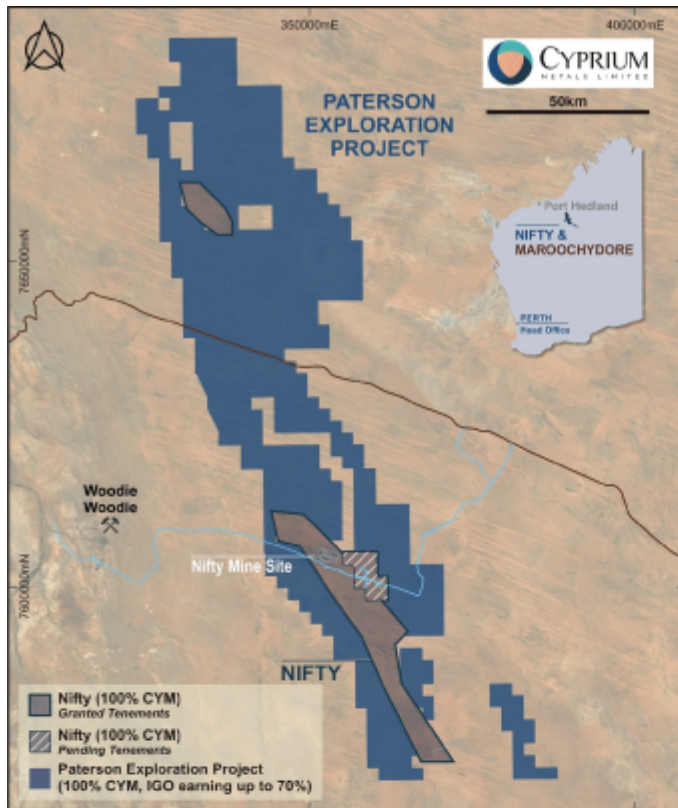 350000mE
400000mE
CYPRIUM
METALS LIMITED
50km
PATERSON
EXPLORATION
PROJECT
Port Hedland
NIFTY &
MAROOCHYDORE
PERTH
Head Office
7650000mN
Woodie
Woodie
Nifty Mine Site
7600000mN
NIFTY
Nifty (100% CYM)
Granted Tenements
Nifty (100% CYM)
Pending Tenements
Paterson Exploration Project
(100% CYM, IGO earning up to 70%)